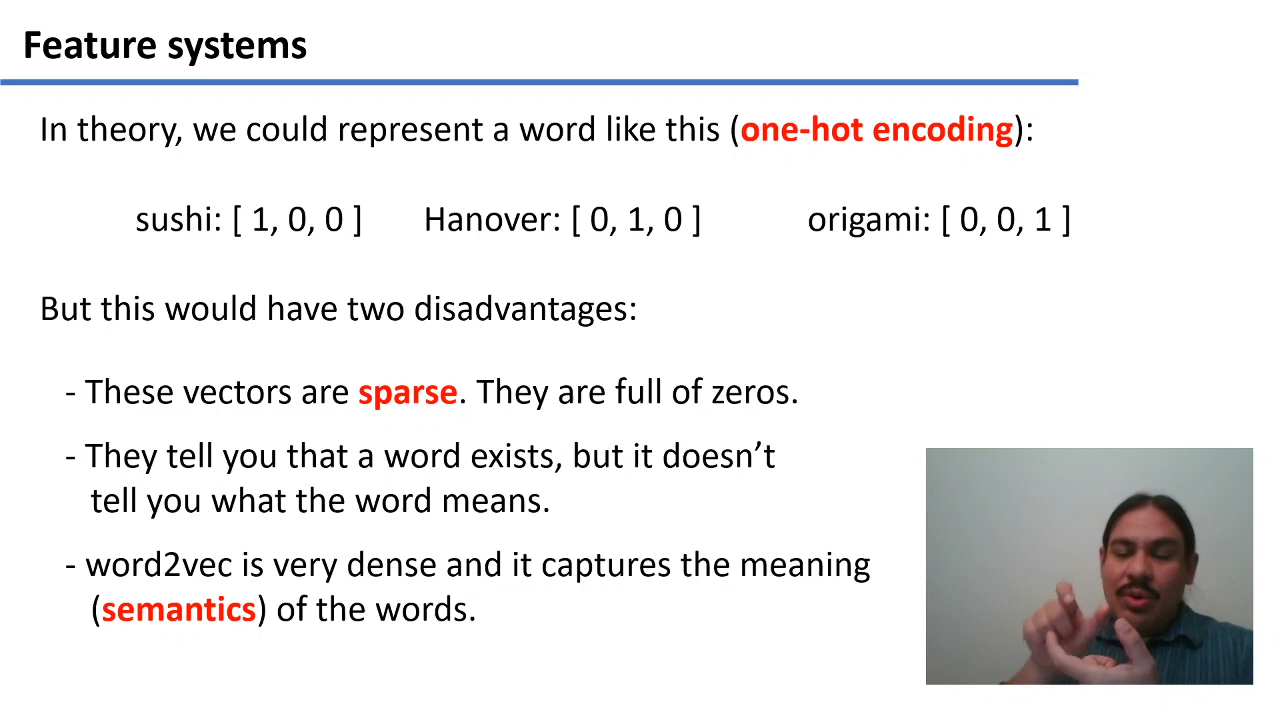 Feature systems
In theory, we could represent a word like this (one-hot encoding):
sushi: [ 1, 0, 0 ] Hanover: [ 0, 1, 0 ] origami: [ 0, 0, 1 ]
But this would have two disadvantages:
- These vectors are sparse. They are full of zeros.
- They tell you that a word exists, but it doesn’t
tell you what the word means.
- word2vec is very dense and it captures the meaning
(semantics) of the words.